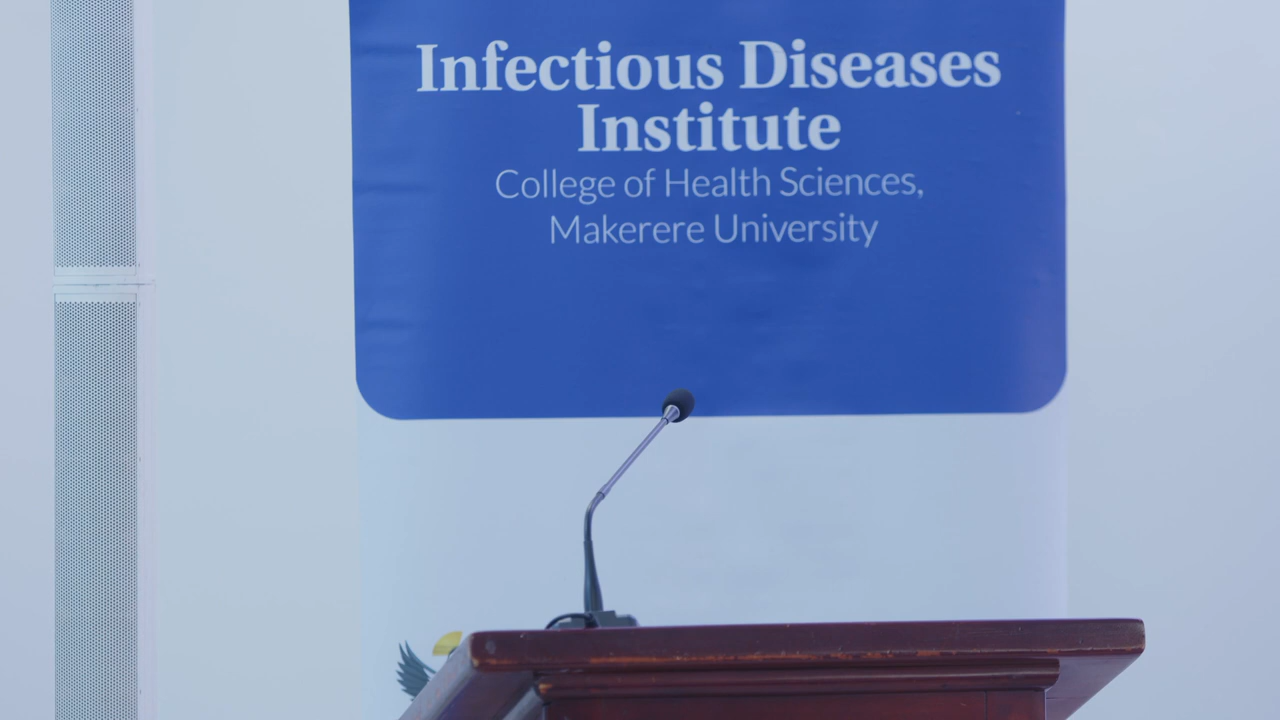 Infectious Diseases
Institute
College of Health Sciences,
Makerere University